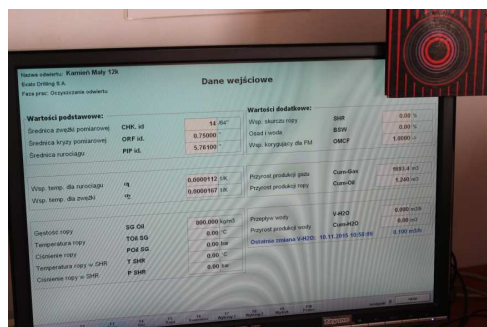 Nazwa odwiertu: Kamień Mały 12k
Exalo Drilling S.A.
Faza prac: Oczyszczanie odwiertu
Dane wejściowe
Wartości podstawowe:
Średnica zwężki pomiarowej CHK. id 14 /64"
Średnica kryzy pomiarowej ORF id. 0.75000 "
Średnica rurociągu PIP id. 5.76100 "
Wsp. temp. dla rurociągu 0.0000112 1/K
Wsp. temp. dla zwężki 0.0000167 1/K
Gęstość ropy SG Oil 800.000 kg/m3
Temperatura ropy TOil SG 0.00 °C
Ciśnienie ropy POil SG 0.00 bar
Temperatura ropy w SHR T SHR 0.00 °C
Ciśnienie ropy w SHR P SHR 0.00 bar
Wartości dodatkowe:
Wsp. skurczu ropy SHR 0.00 %
Osad i woda BSW 0.00 %
Wsp. korygujący dla FM OMCF 1.0000
Przyrost produkcji gazu Cum-Gas 1693.4 m3
Przyrost produkcji ropy Cum-Oil 1.240 m3
Przepływ wody V-H2O 0.000 m3/h
Przyrost produkcji wody Cum-H2O 0.00 m3
Ostatnia zmiana V-H2O: 10.11.2015 10:58:00 0.100 m3/h